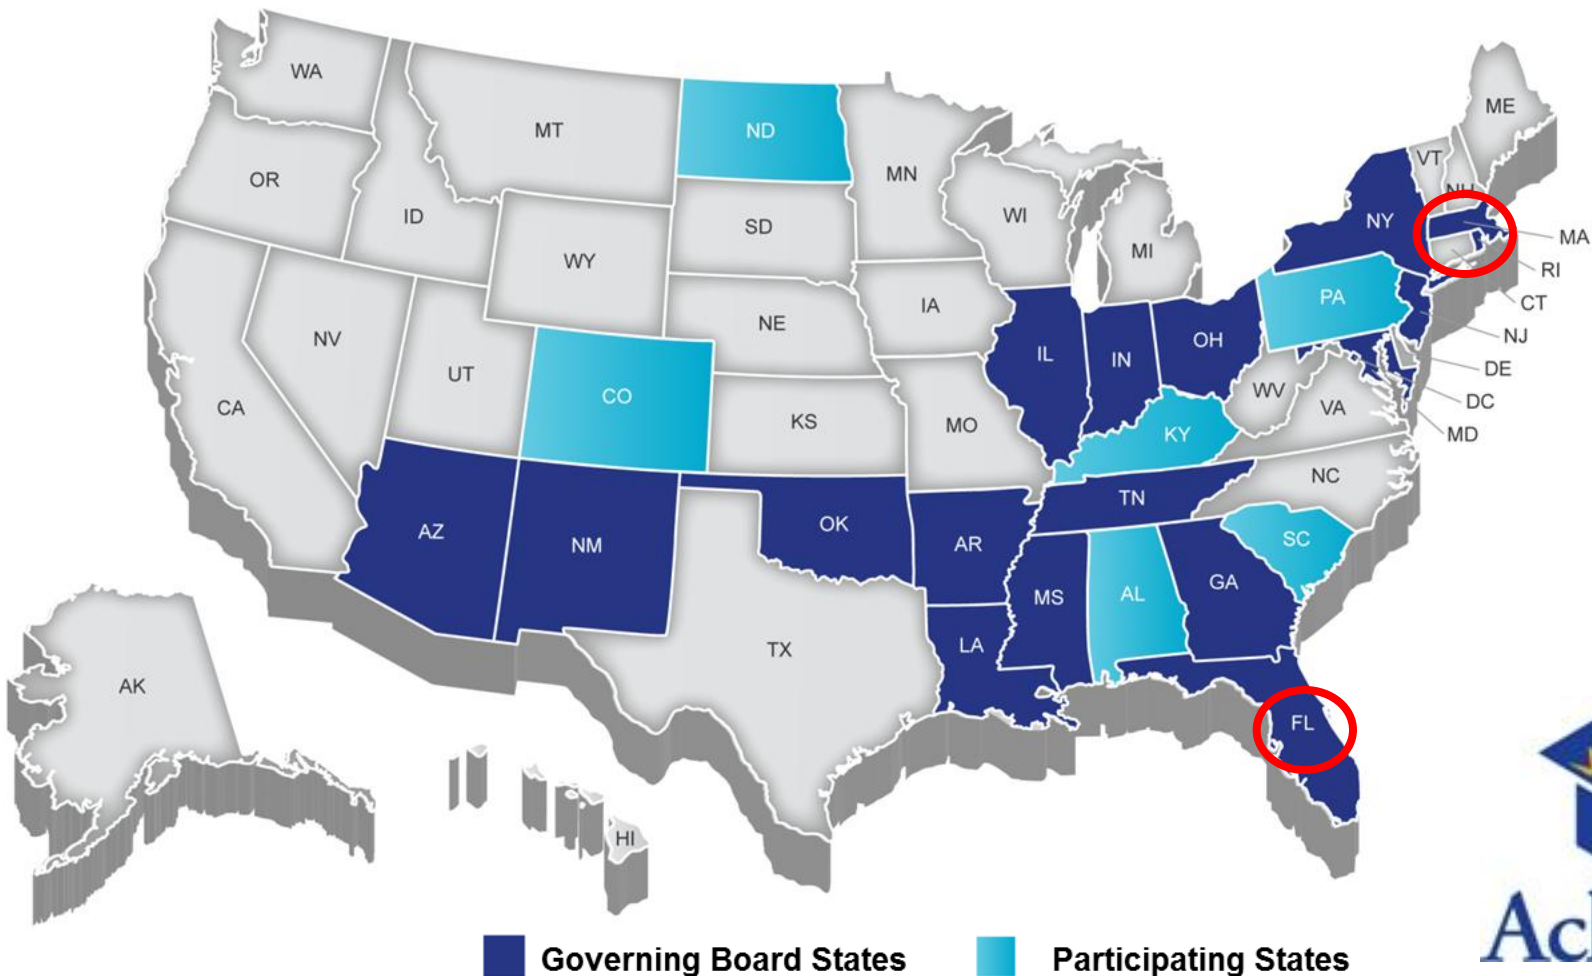 WA
MT
ND
MN
ME
VT
NH
OR
ID
SD
WI
MI
NY
MA
RI
WY
IA
PA
CT
NJ
NV
UT
NE
IL
IN
OH
DE
DC
MD
CA
CO
KS
MO
KY
WV
VA
AZ
NM
OK
AR
TN
NC
SC
MS
AL
GA
TX
LA
FL
AK
HI
Governing Board States
Participating States